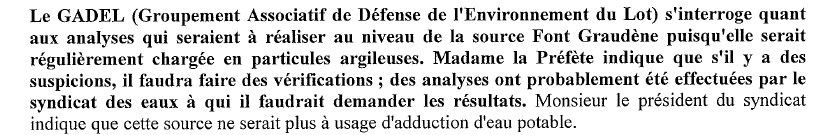 Le GADEL (Groupement Associatif de Défense de l'Environnement du Lot) s'interroge quant
aux analyses qui seraient à réaliser au niveau de la source Font Graudène puisqu'elle serait
régulièrement chargée en particules argileuses. Madame la Préfète indique que s'il y a des
suspicions, il faudra faire des vérifications ; des analyses ont probablement été effectuées par le
syndicat des eaux à qui il faudrait demander les résultats. Monsieur le président du syndicat
indique que cette source ne serait plus à usage d'adduction d'eau potable.